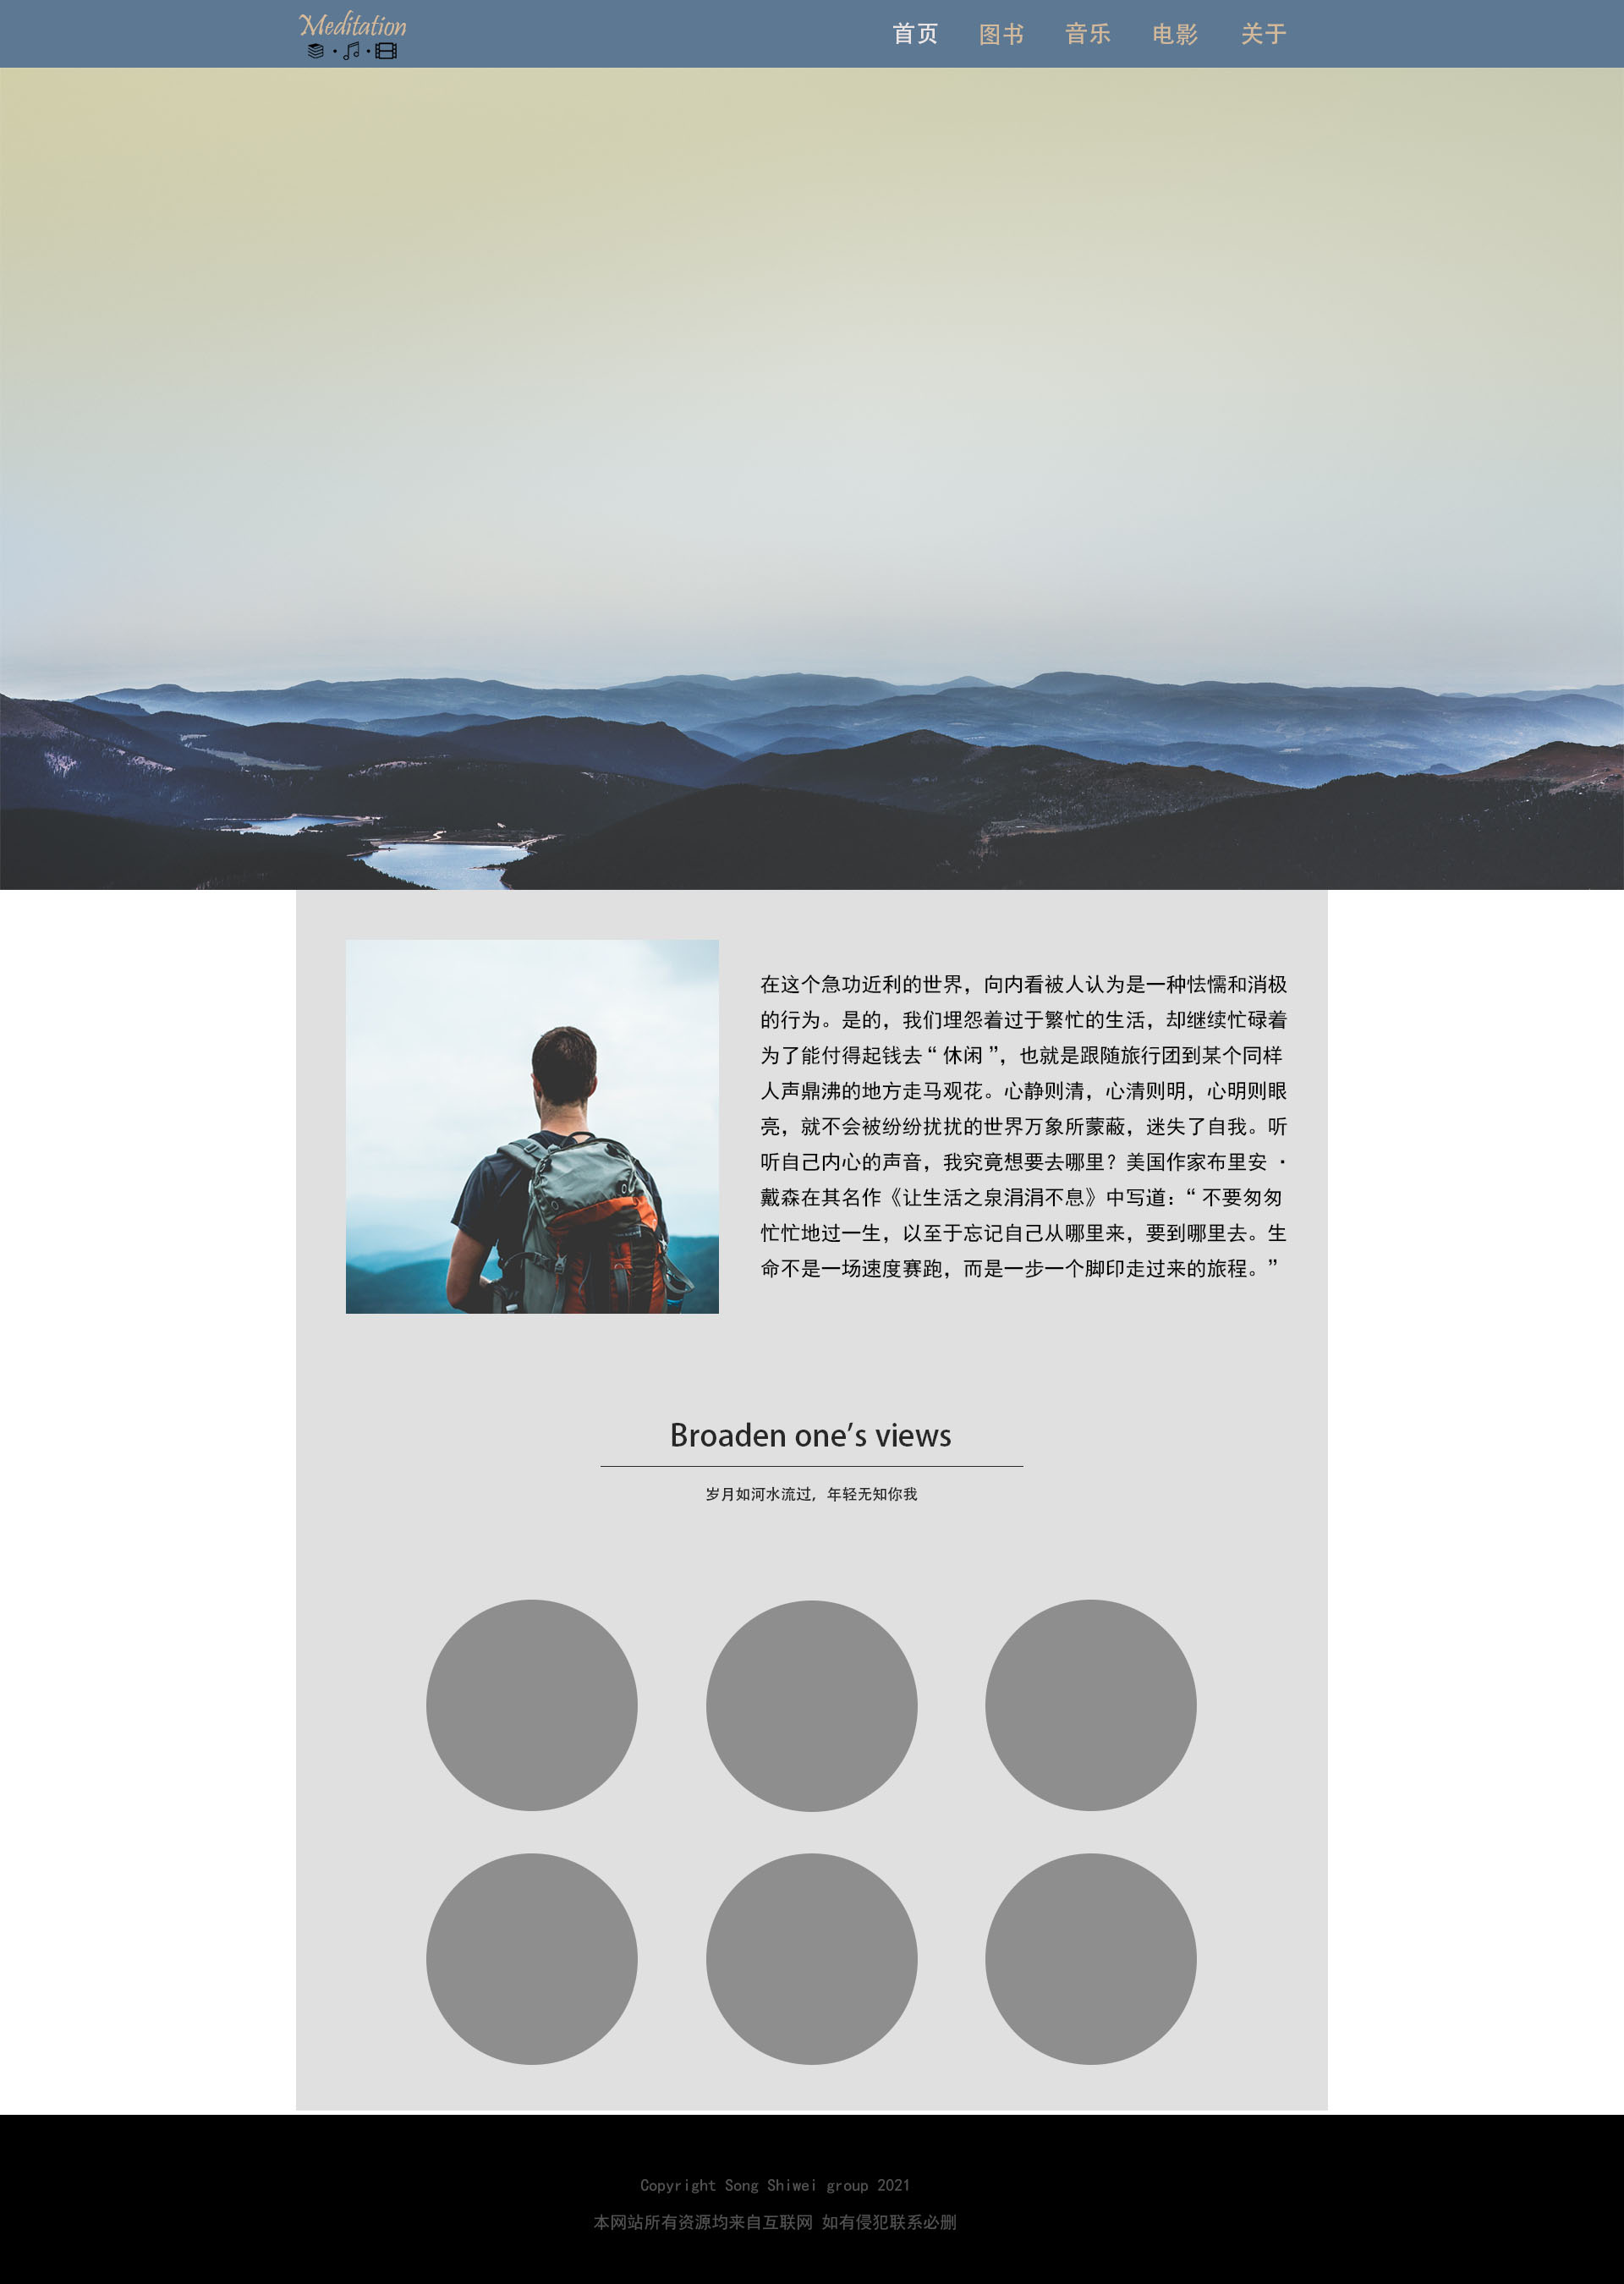 Meditation
首页 图书 音乐 电影 关于
在这个急功近利的世界，向内看被人认为是一种怯懦和消极
的行为。是的，我们埋怨着过于繁忙的生活，却继续忙碌着
为了能付得起钱去“休闲”，也就是跟随旅行团到某个同样
人声鼎沸的地方走马观花。心静则清，心清则明，心明则眼
亮，就不会被纷纷扰扰的世界万象所蒙蔽，迷失了自我。听
听自己内心的声音，我究竟想要去哪里？美国作家布里安 ·
戴森在其名作《让生活之泉涓涓不息》中写道：“不要匆匆
忙忙地过一生，以至于忘记自己从哪里来，要到哪里去。生
命不是一场速度赛跑，而是一步一个脚印走过来的旅程。”
Broaden one’s views
岁月如河水流过，年轻无知你我
Copyright Song Shiwei group 2021
本网站所有资源均来自互联网 如有侵犯联系必删